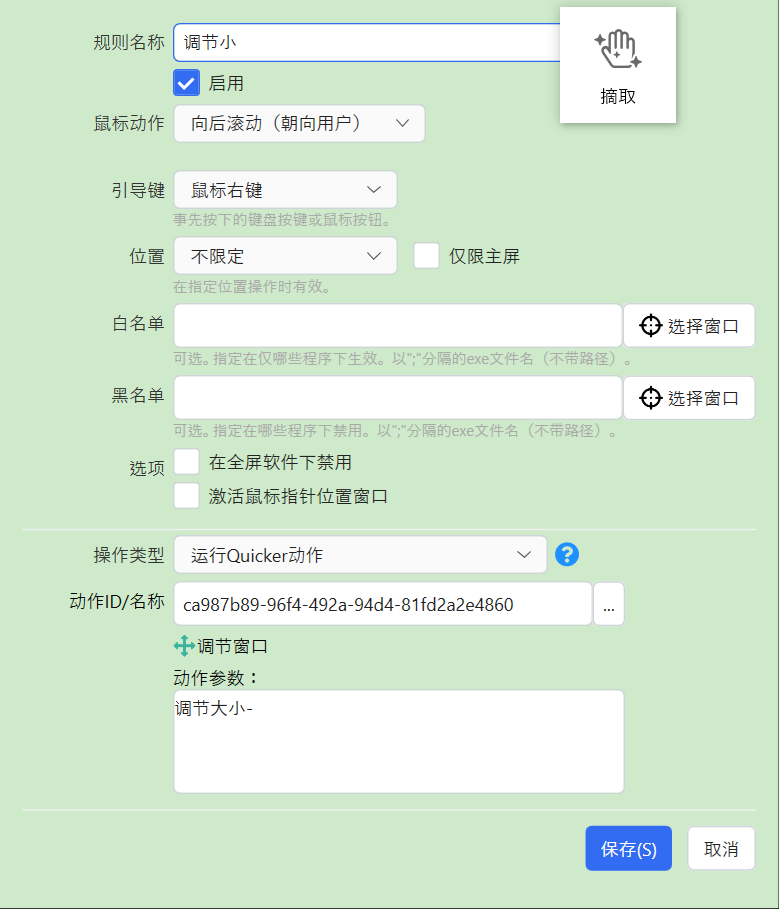 规则名称 调节小
摘取
启用
鼠标动作 向后滚动（朝向用户）
引导键 鼠标右键
事先按下的键盘按键或鼠标按钮。
位置 不限定 仅限主屏
在指定位置操作时有效。
白名单 选择窗口
可选。指定在仅哪些程序下生效。以";"分隔的exe文件名（不带路径）。
黑名单 选择窗口
可选。指定在哪些程序下禁用。以";"分隔的exe文件名（不带路径）。
选项 在全屏软件下禁用
激活鼠标指针位置窗口
操作类型 运行Quicker动作 ?
动作ID/名称 ca987b89-96f4-492a-94d4-81fd2a2e4860 ...
调节窗口
动作参数：
调节大小-
保存(S) 取消